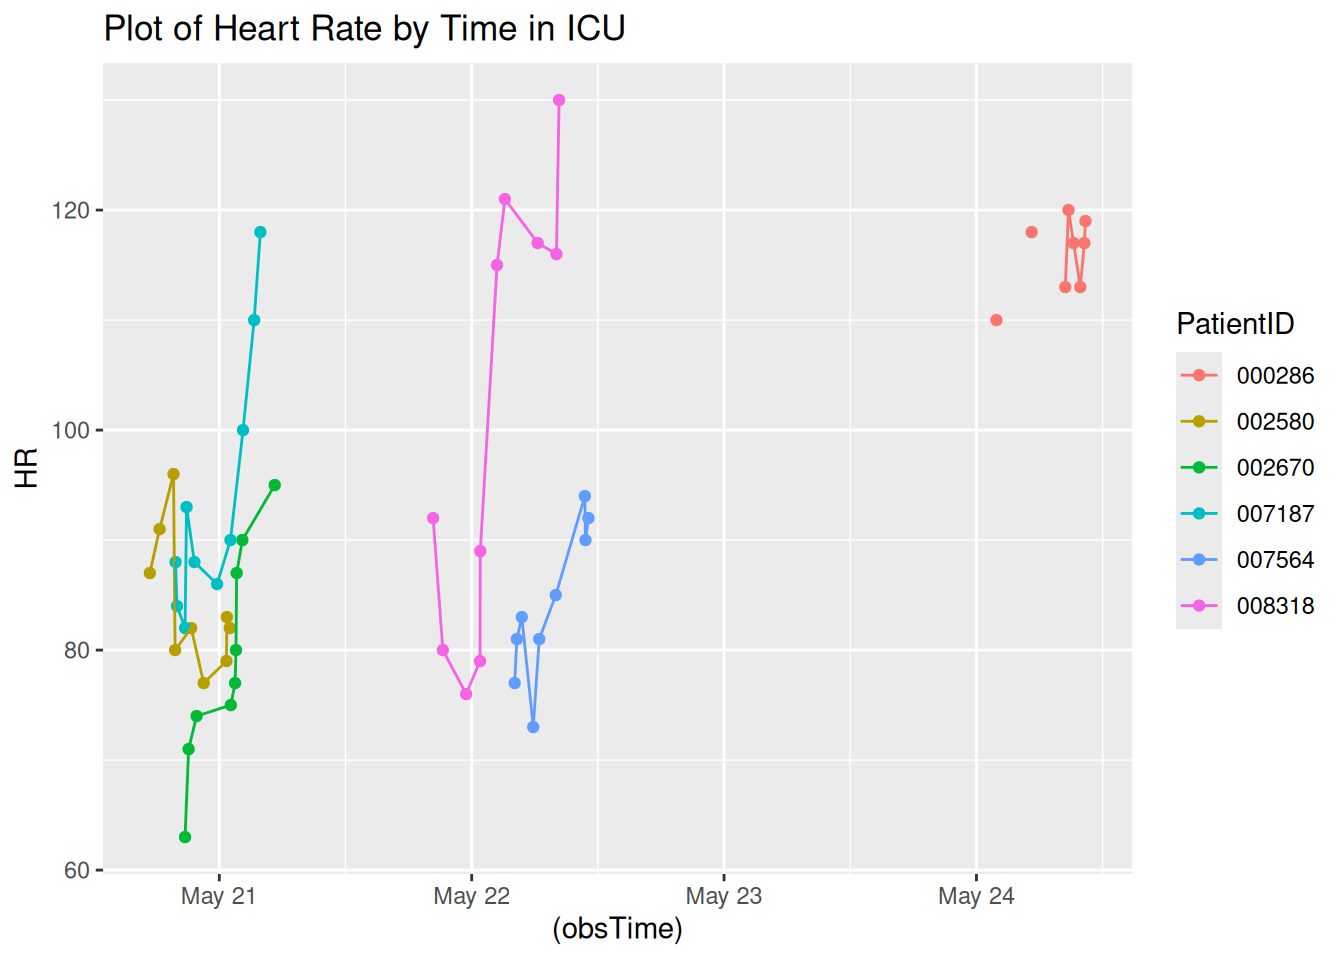 Plot of Heart Rate by Time in ICU
HR
120
100
80
60
May 21
May 22
May 23
May 24
(obsTime)
PatientID
000286
002580
002670
007187
007564
008318